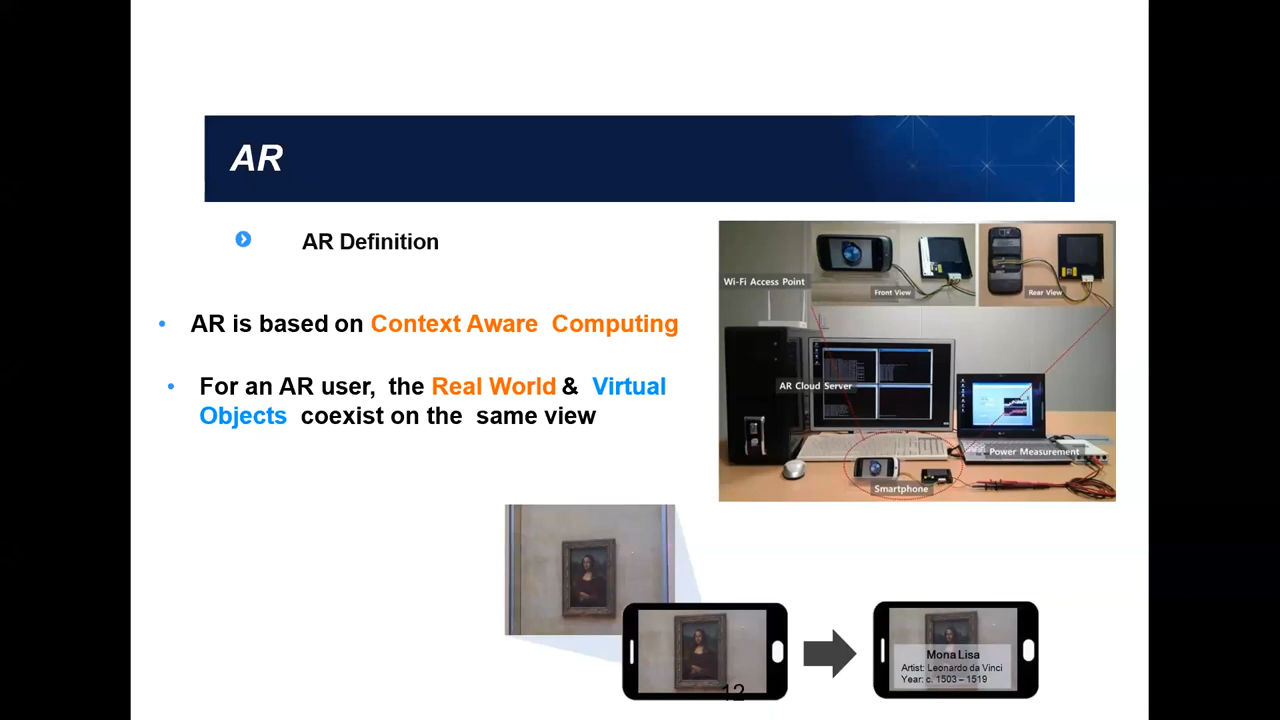 AR
AR Definition
• AR is based on Context Aware Computing
• For an AR user, the Real World & Virtual
Objects coexist on the same view
Wi-Fi Access Point
Front View
Rear View
AR Cloud Server
Power Measurement
Smartphone
Mona Lisa
Artist: Leonardo da Vinci
Year: c. 1503 – 1519
12